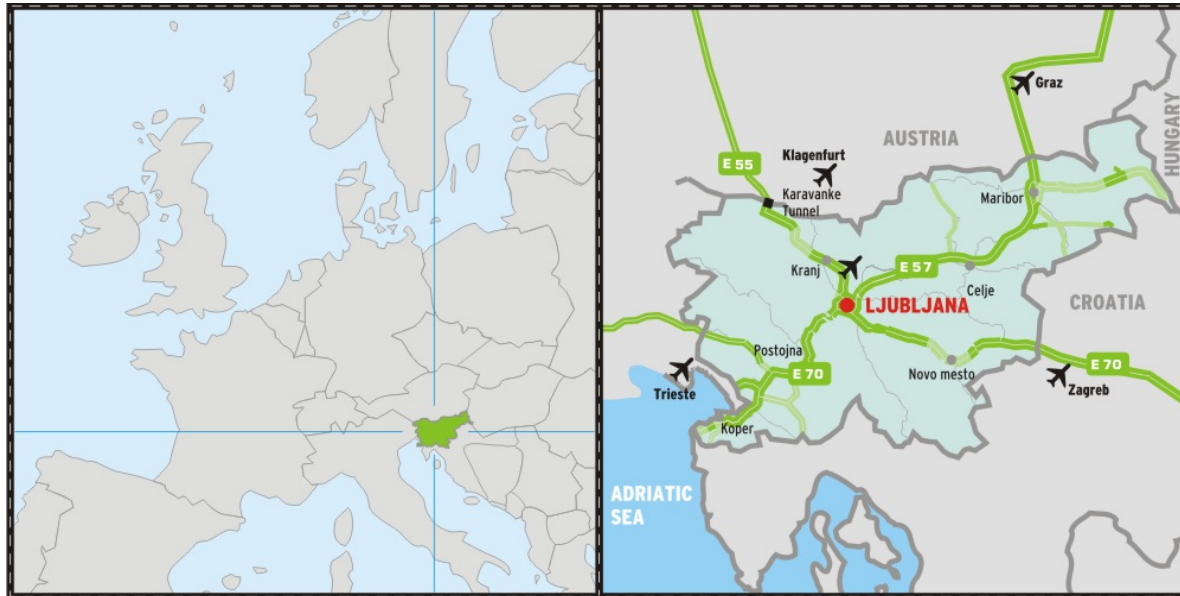 Graz
HUNGARY
AUSTRIA
E 55
Klagenfurt
Karavanke
Tunnel
Maribor
Kranj
E 57
Celje
LJUBLJANA
CROATIA
Postojna
E 70
Novo mesto
E 70
Zagreb
Trieste
Koper
ADRIATIC
SEA